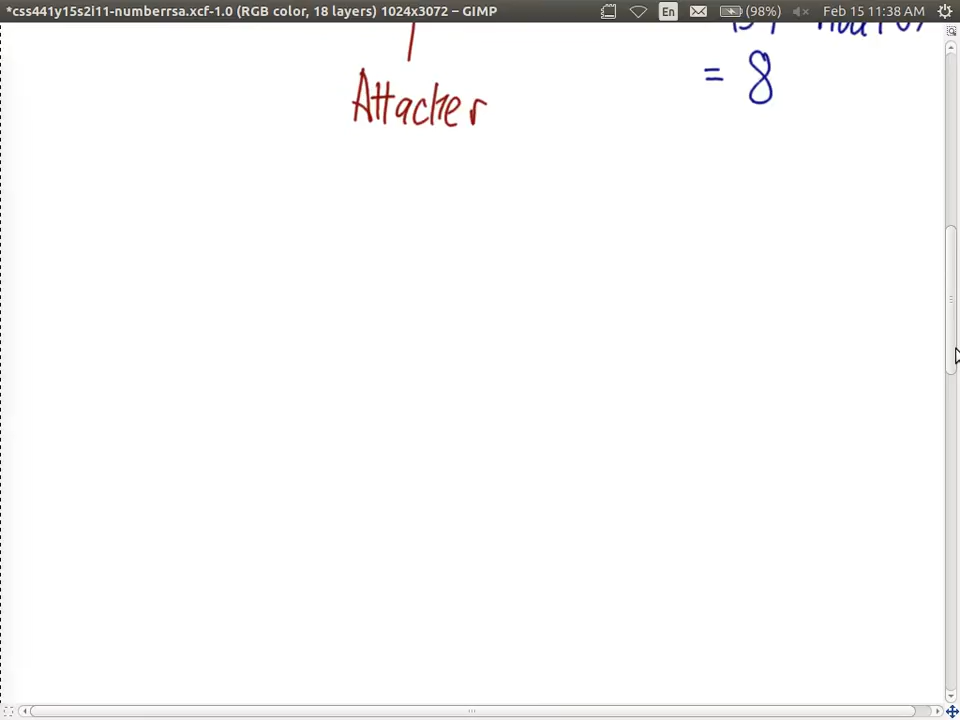 *css441y15s2i11-numberrsa.xcf-1.0 (RGB color, 18 layers) 1024x3072 – GIMP
En
(98%)
Feb 15 11:38 AM
= 8
Attacker